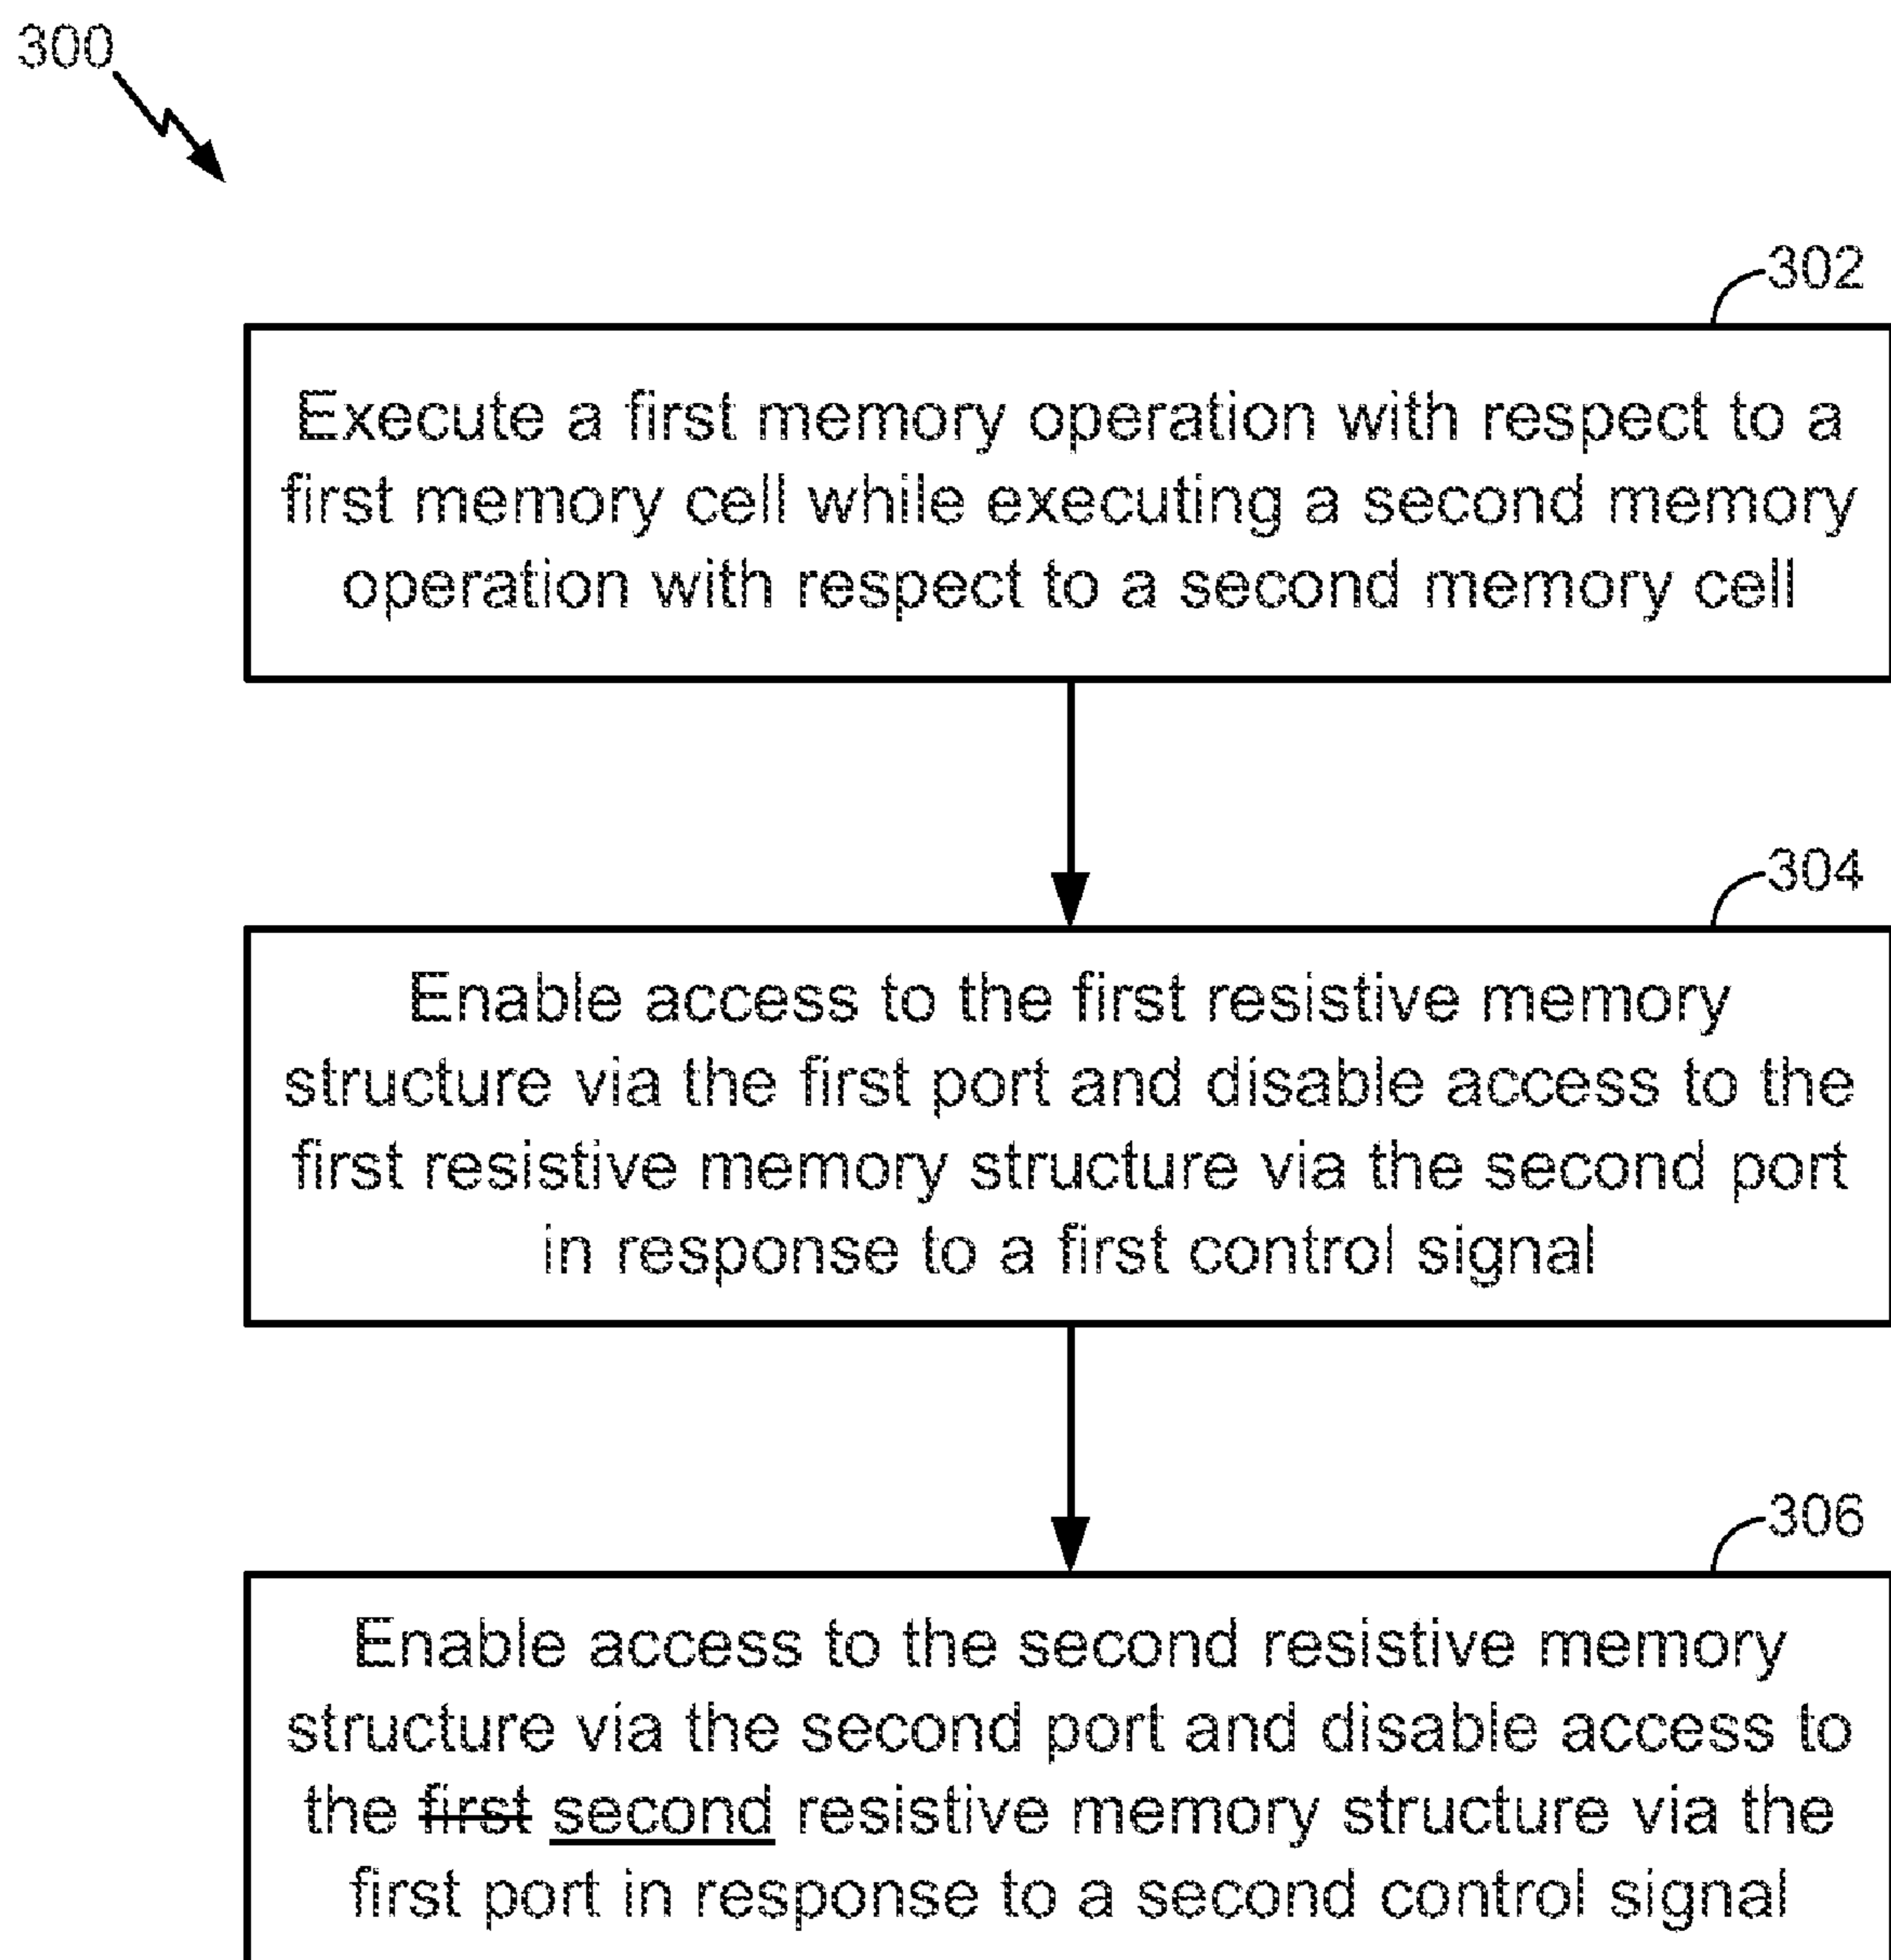 300
302
Execute a first memory operation with respect to a
first memory cell while executing a second memory
operation with respect to a second memory cell
304
Enable access to the first resistive memory
structure via the first port and disable access to the
first resistive memory structure via the second port
in response to a first control signal
306
Enable access to the second resistive memory
structure via the second port and disable access to
the first second resistive memory structure via the
first port in response to a second control signal